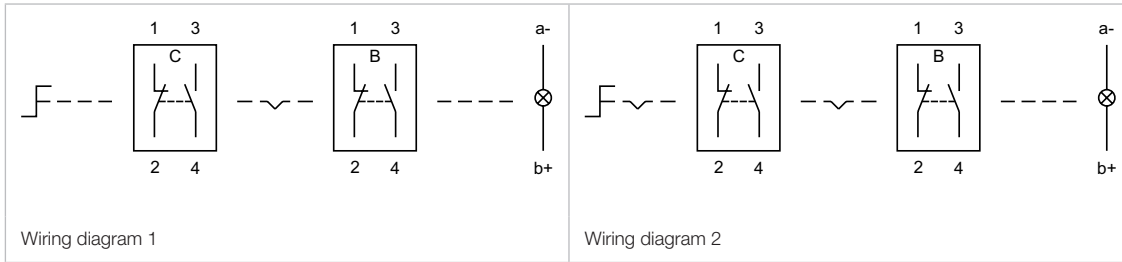 1 3 1 3 a-
C B
2 4 2 4 b+
Wiring diagram 1
1 3 1 3 a-
C B
2 4 2 4 b+
Wiring diagram 2